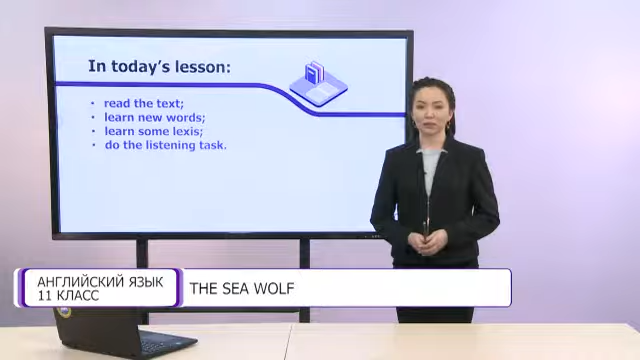 In today's lesson:
• read the text;
• learn new words;
• learn some lexis;
• do the listening task.
АНГЛИЙСКИЙ ЯЗЫК
11 КЛАСС
THE SEA WOLF